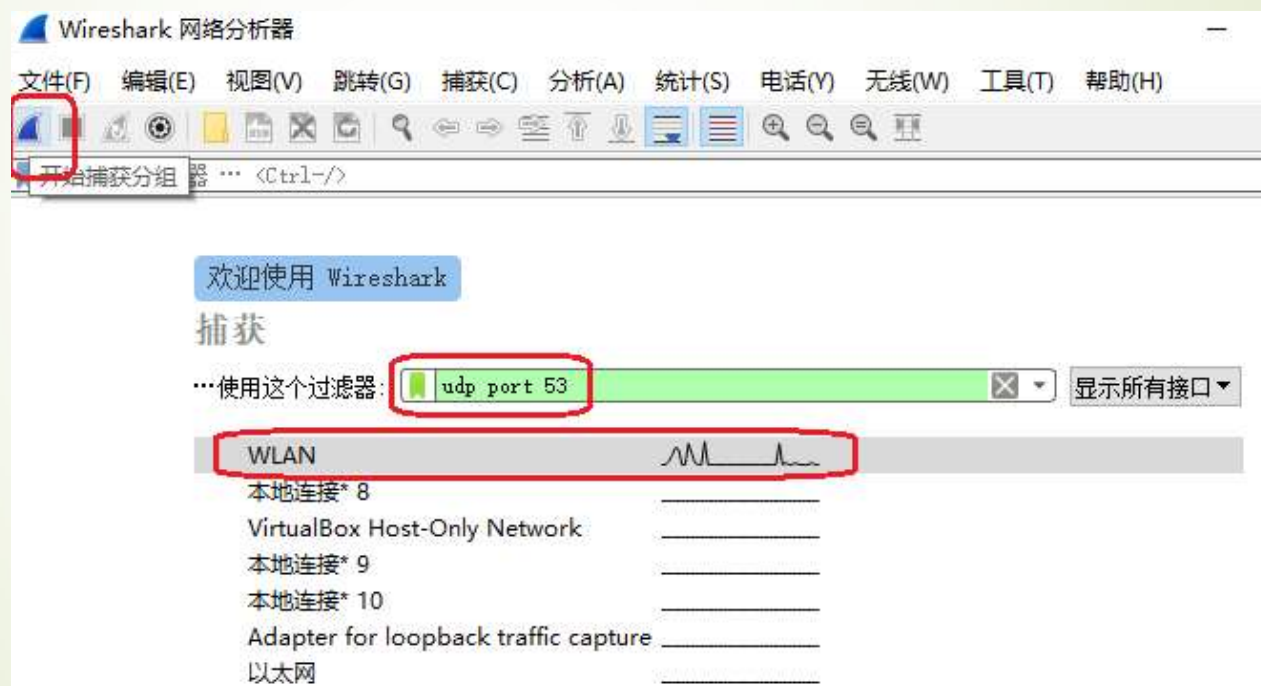 Wireshark 网络分析器
文件(F) 编辑(E) 视图(V) 跳转(G) 捕获(C) 分析(A) 统计(S) 电话(Y) 无线(W) 工具(T) 帮助(H)
开始捕获分组 器 … <Ctrl-/>
欢迎使用 Wireshark
捕获
…使用这个过滤器: udp port 53 显示所有接口
WLAN
本地连接* 8
VirtualBox Host-Only Network
本地连接* 9
本地连接* 10
Adapter for loopback traffic capture
以太网